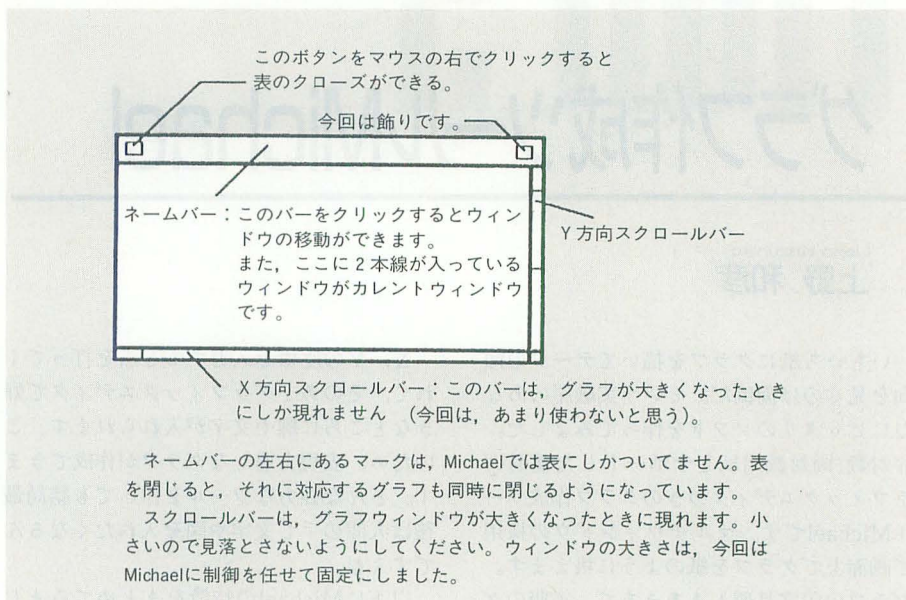 このボタンをマウスの右でクリックすると
表のクローズができる。
今回は飾りです。
ネームバー：このバーをクリックするとウィン
ドウの移動ができます。
また，ここに2本線が入っている
ウィンドウがカレントウィンドウ
です。
Y方向スクロールバー
X方向スクロールバー：このバーは，グラフが大きくなったとき
にしか現れません （今回は，あまり使わないと思う）。
ネームバーの左右にあるマークは，Michaelでは表にしかついてません。表
を閉じると，それに対応するグラフも同時に閉じるようになっています。
スクロールバーは，グラフウィンドウが大きくなったときに現れます。小
さいので見落とさないようにしてください。ウィンドウの大きさは，今回は
Michaelに制御を任せて固定にしました。